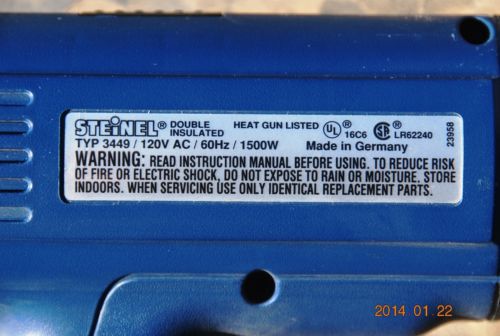 STEINEL® DOUBLE INSULATED HEAT GUN LISTED UL® 16C6 SA® LR62240
TYP 3449 / 120V AC / 60Hz / 1500W Made in Germany
WARNING: READ INSTRUCTION MANUAL BEFORE USING. TO REDUCE RISK
OF FIRE OR ELECTRIC SHOCK, DO NOT EXPOSE TO RAIN OR MOISTURE. STORE
INDOORS. WHEN SERVICING USE ONLY IDENTICAL REPLACEMENT PARTS.
23958
2014 01 22